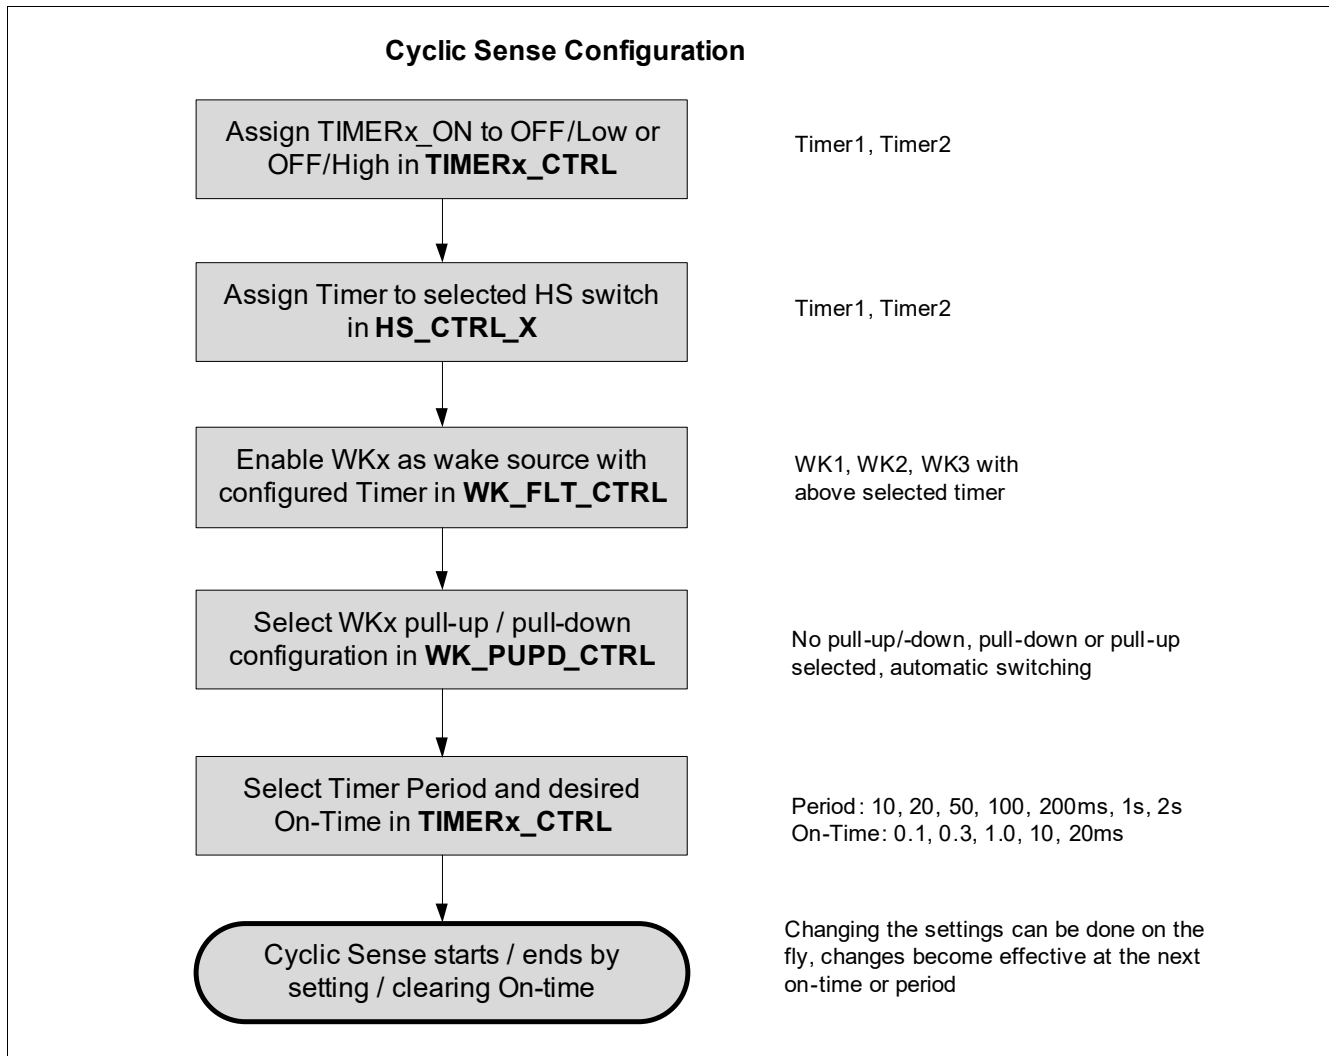 Cyclic Sense Configuration
Assign TIMERx_ON to OFF/Low or
OFF/High in TIMERx_CTRL
Timer1, Timer2
Assign Timer to selected HS switch
in HS_CTRL_X
Timer1, Timer2
Enable WKx as wake source with
configured Timer in WK_FLT_CTRL
WK1, WK2, WK3 with
above selected timer
Select WKx pull-up / pull-down
configuration in WK_PUPD_CTRL
No pull-up/-down, pull-down or pull-up
selected, automatic switching
Select Timer Period and desired
On-Time in TIMERx_CTRL
Period: 10, 20, 50, 100, 200ms, 1s, 2s
On-Time: 0.1, 0.3, 1.0, 10, 20ms
Cyclic Sense starts / ends by
setting / clearing On-time
Changing the settings can be done on the
fly, changes become effective at the next
on-time or period